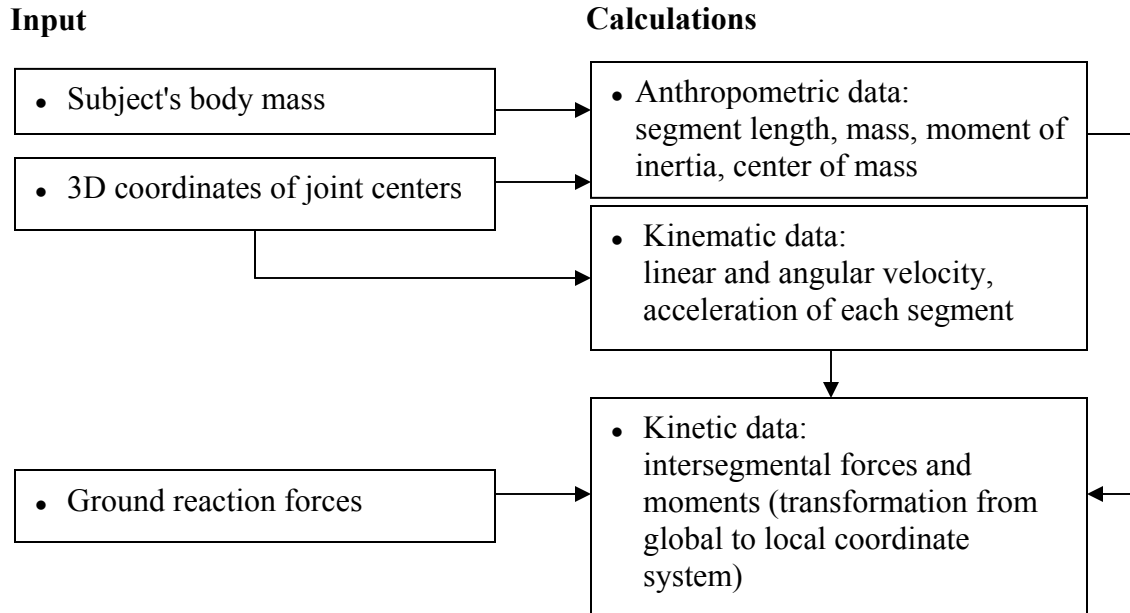 Input
Calculations
• Subject's body mass
• 3D coordinates of joint centers
• Anthropometric data:
segment length, mass, moment of
inertia, center of mass
• Kinematic data:
linear and angular velocity,
acceleration of each segment
• Ground reaction forces
• Kinetic data:
intersegmental forces and
moments (transformation from
global to local coordinate
system)